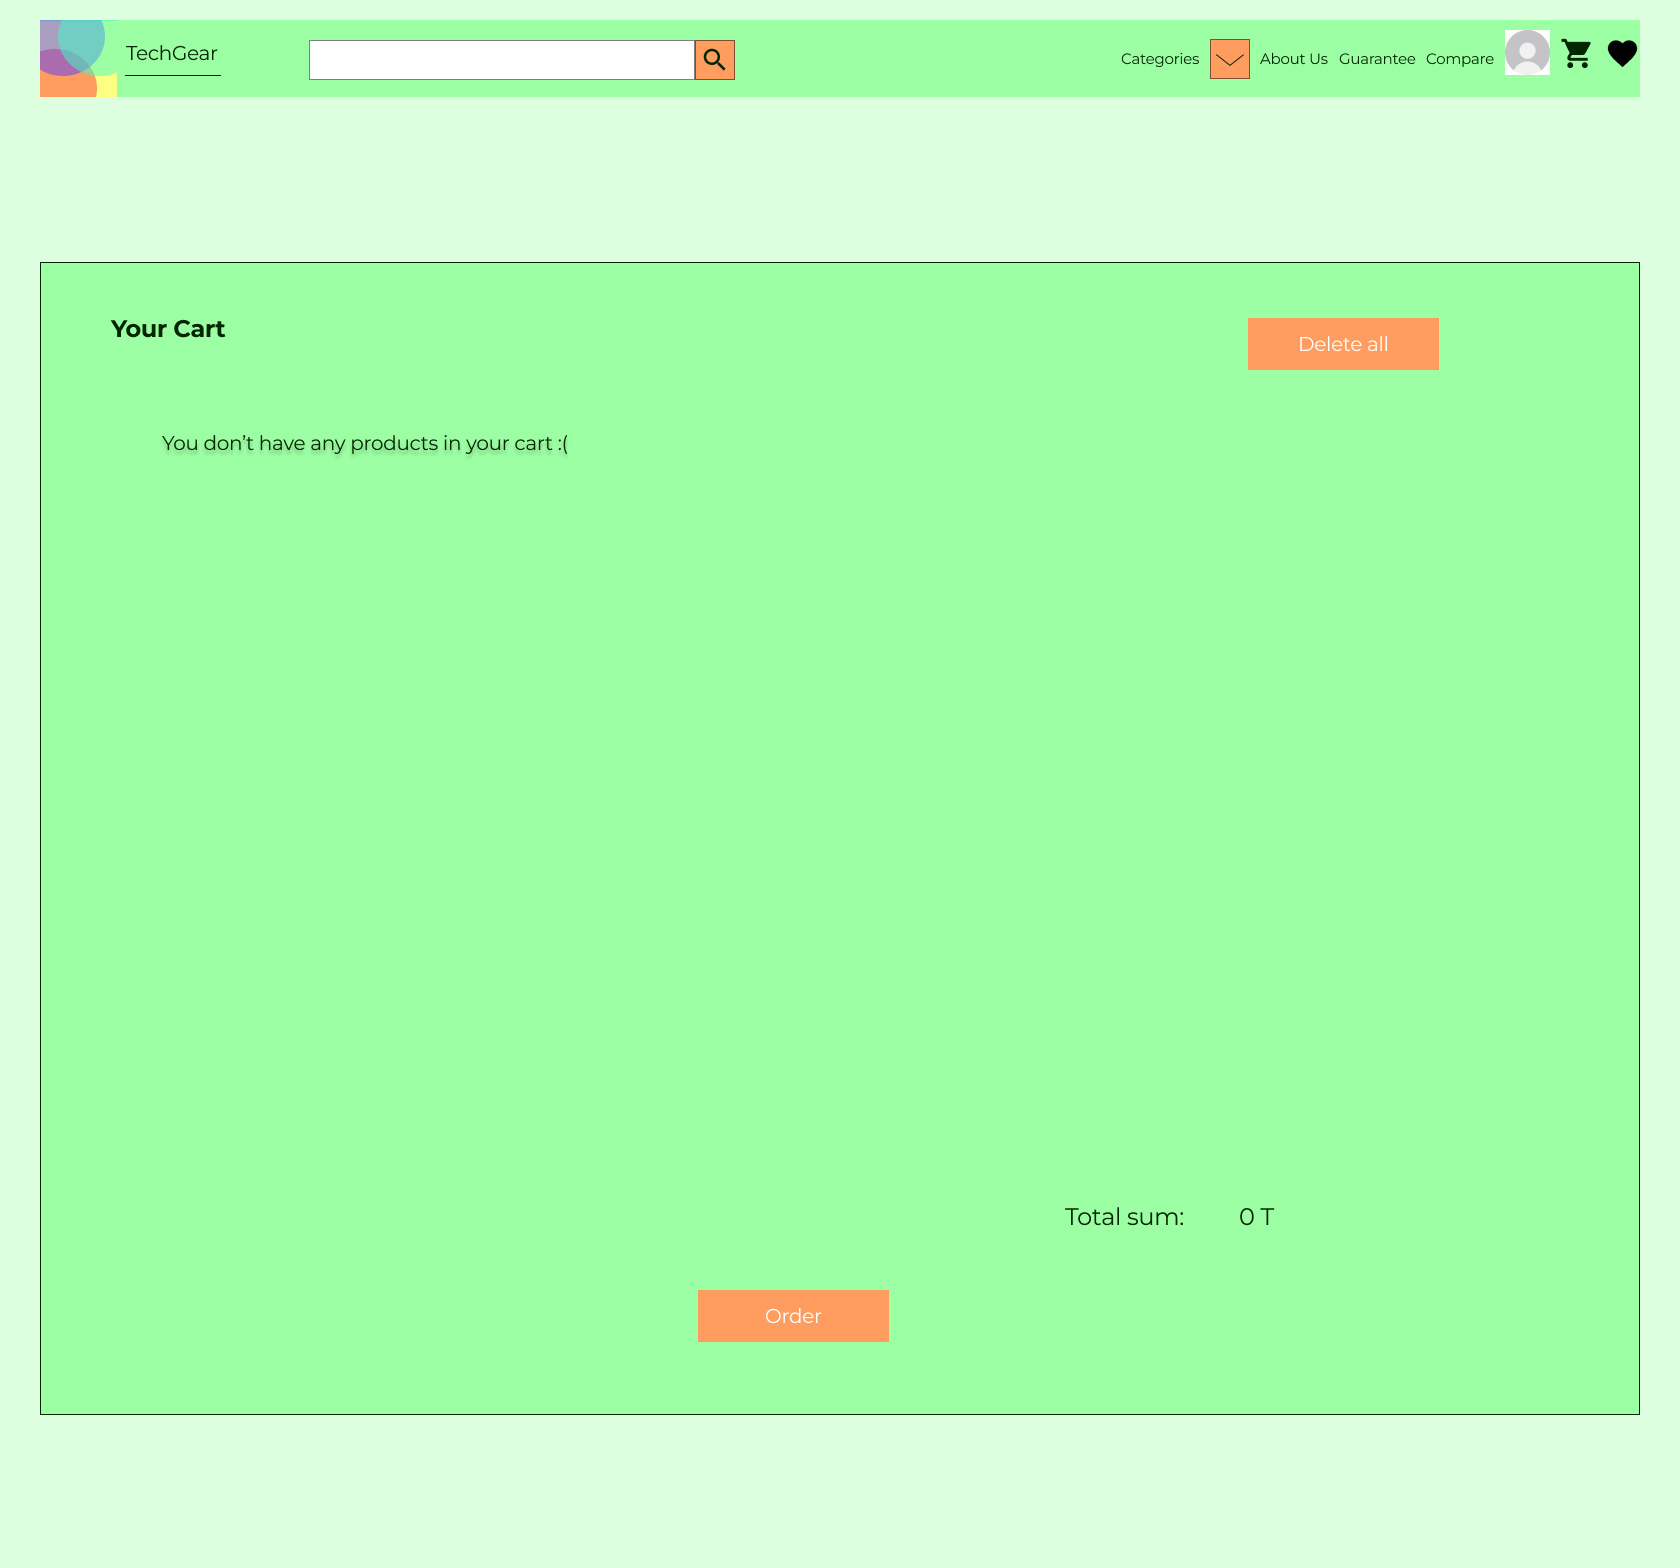 TechGear
Categories
About Us
Guarantee
Compare
Your Cart
Delete all
You don’t have any products in your cart :(
Total sum: 0 T
Order